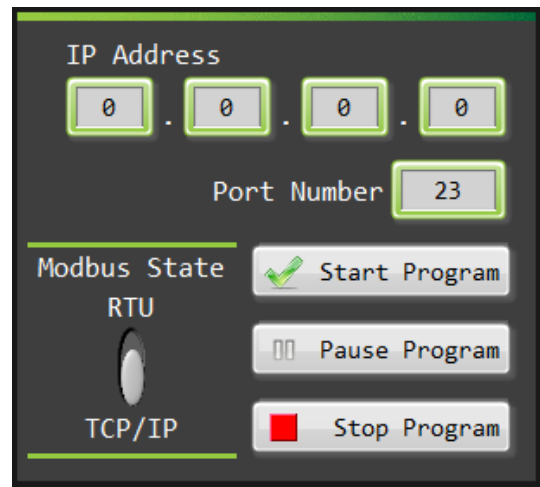 IP Address
0 . 0 . 0 . 0
Port Number 23
Modbus State
RTU
TCP/IP
Start Program
Pause Program
Stop Program